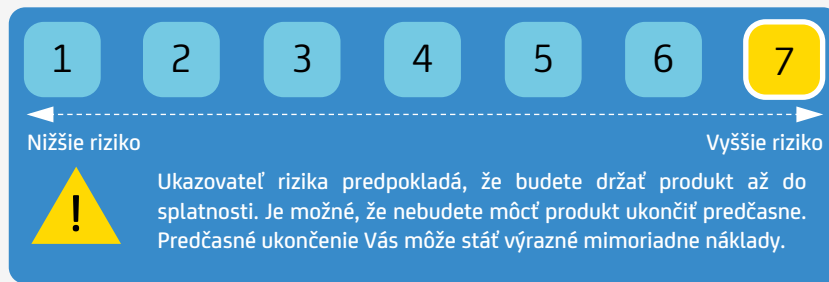 1 2 3 4 5 6 7
Nižšie riziko Vyššie riziko
!
Ukazovateľ rizika predpokladá, že budete držať produkt až do
splatnosti. Je možné, že nebudete môcť produkt ukončiť predčasne.
Predčasné ukončenie Vás môže stáť výrazné mimoriadne náklady.